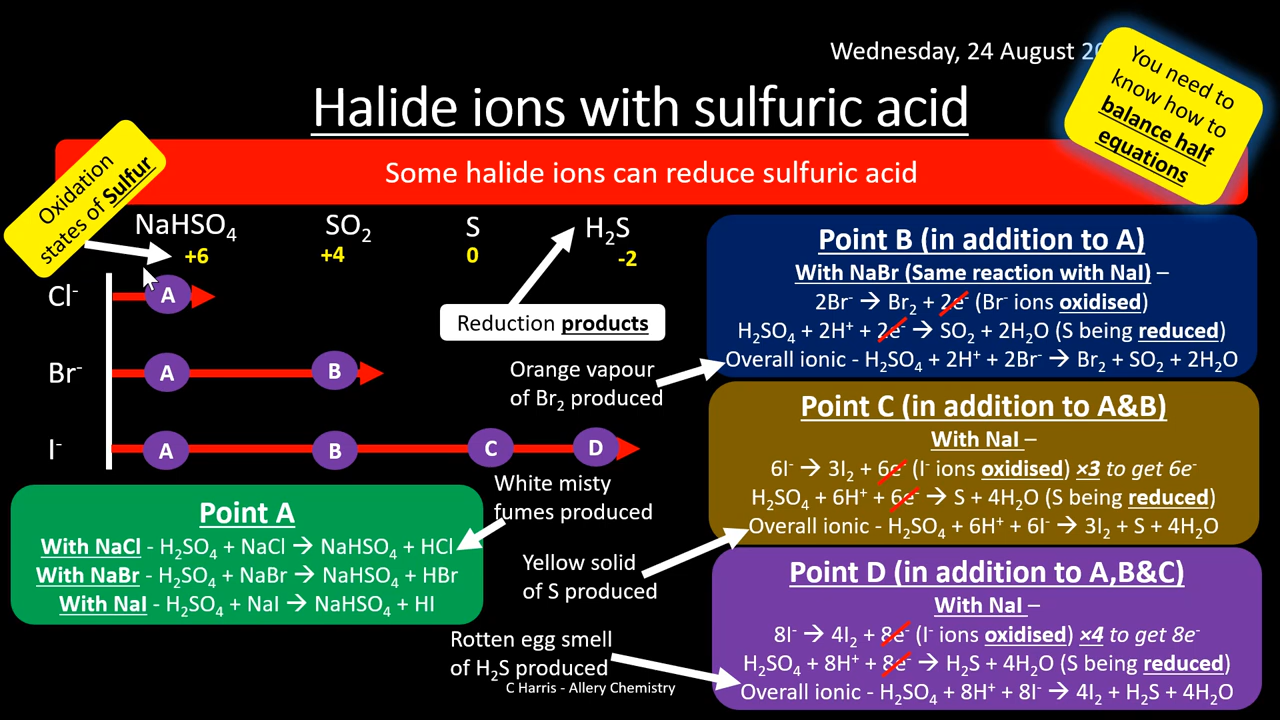 Wednesday, 24 August
You need to
know how to
balance half
equations
Halide ions with sulfuric acid
Some halide ions can reduce sulfuric acid
Oxidation
states of Sulfur
NaHSO₄ SO₂ S H₂S
+6 +4 0 -2
Cl⁻ A
Reduction products
Br⁻ A B
Orange vapour
of Br₂ produced
I⁻ A B C D
White misty
fumes produced
Point A
With NaCl - H₂SO₄ + NaCl → NaHSO₄ + HCl
With NaBr - H₂SO₄ + NaBr → NaHSO₄ + HBr
With NaI - H₂SO₄ + NaI → NaHSO₄ + HI
Yellow solid
of S produced
Rotten egg smell
of H₂S produced
C Harris - Allery Chemistry
Point B (in addition to A)
With NaBr (Same reaction with NaI) –
2Br⁻ → Br₂ + 2e⁻ (Br⁻ ions oxidised)
H₂SO₄ + 2H⁺ + 2e⁻ → SO₂ + 2H₂O (S being reduced)
Overall ionic - H₂SO₄ + 2H⁺ + 2Br⁻ → Br₂ + SO₂ + 2H₂O
Point C (in addition to A&B)
With NaI –
6I⁻ → 3I₂ + 6e⁻ (I⁻ ions oxidised) ×3 to get 6e⁻
H₂SO₄ + 6H⁺ + 6e⁻ → S + 4H₂O (S being reduced)
Overall ionic - H₂SO₄ + 6H⁺ + 6I⁻ → 3I₂ + S + 4H₂O
Point D (in addition to A,B&C)
With NaI –
8I⁻ → 4I₂ + 8e⁻ (I⁻ ions oxidised) ×4 to get 8e⁻
H₂SO₄ + 8H⁺ + 8e⁻ → H₂S + 4H₂O (S being reduced)
Overall ionic - H₂SO₄ + 8H⁺ + 8I⁻ → 4I₂ + H₂S + 4H₂O